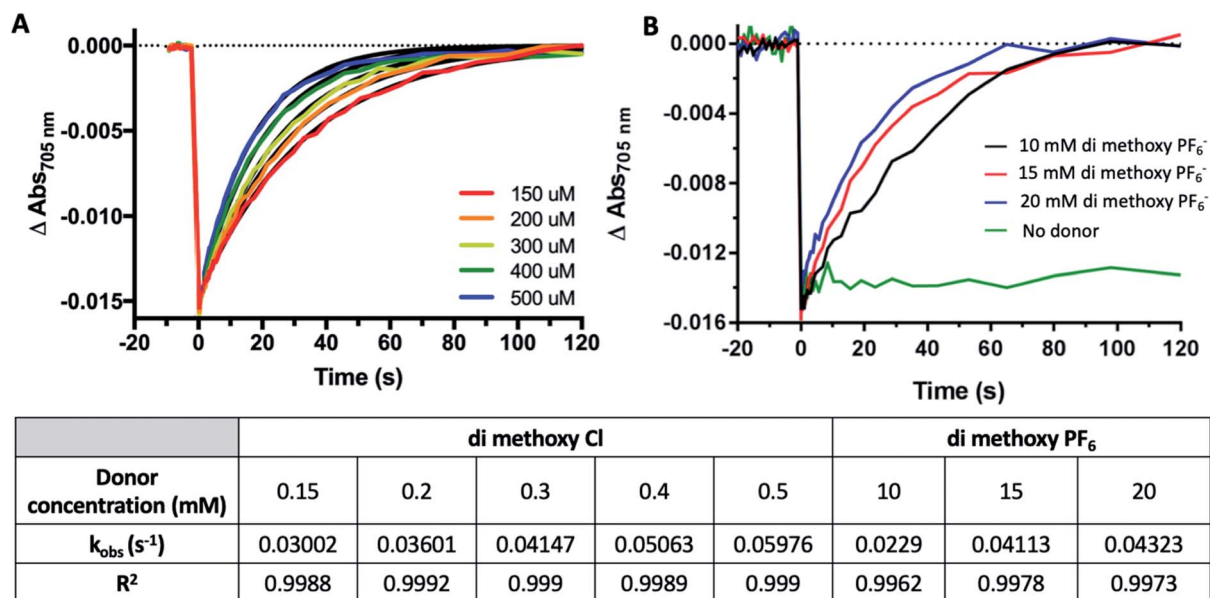 A
Δ Abs705 nm
0.000
-0.005
-0.010
-0.015
-20 0 20 40 60 80 100 120
Time (s)
150 uM
200 uM
300 uM
400 uM
500 uM
B
Δ Abs705 nm
0.000
-0.004
-0.008
-0.012
-0.016
-20 0 20 40 60 80 100 120
Time (s)
10 mM di methoxy PF6-
15 mM di methoxy PF6-
20 mM di methoxy PF6-
No donor
di methoxy Cl di methoxy PF6
Donor
concentration (mM) 0.15 0.2 0.3 0.4 0.5 10 15 20
kobs (s-1) 0.03002 0.03601 0.04147 0.05063 0.05976 0.0229 0.04113 0.04323
R2 0.9988 0.9992 0.999 0.9989 0.999 0.9962 0.9978 0.9973